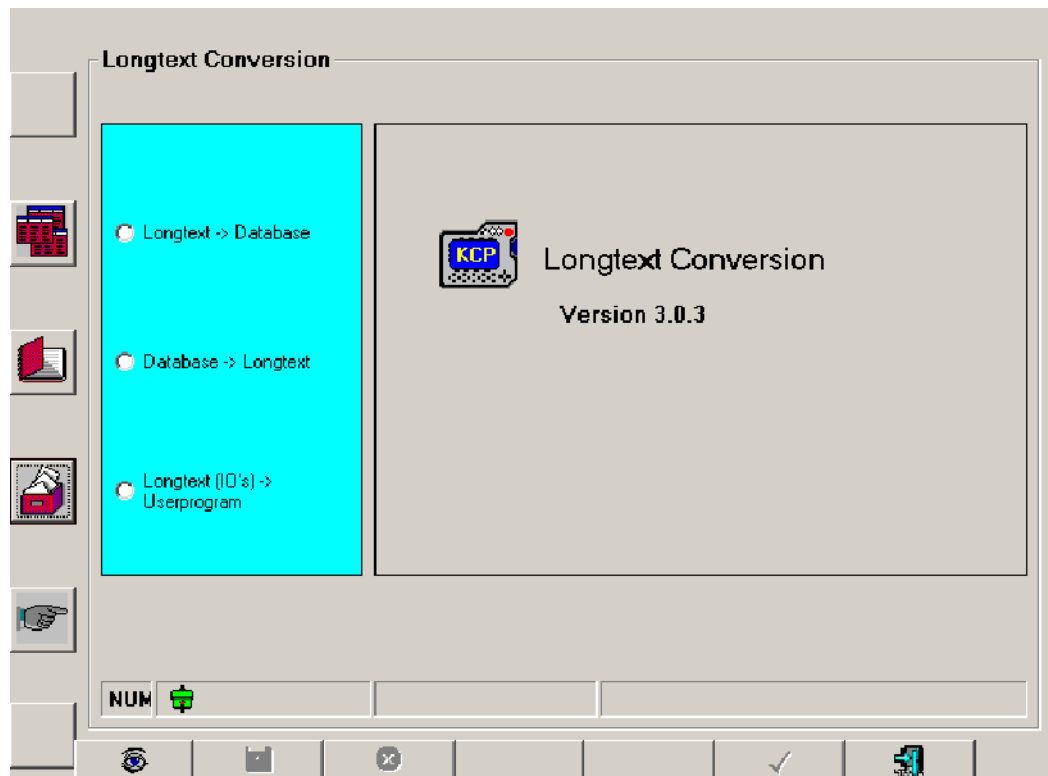 Longtext Conversion
Longtext -> Database
Database -> Longtext
Longtext (IO's) ->
Userprogram
KCP
Longtext Conversion
Version 3.0.3
NUM